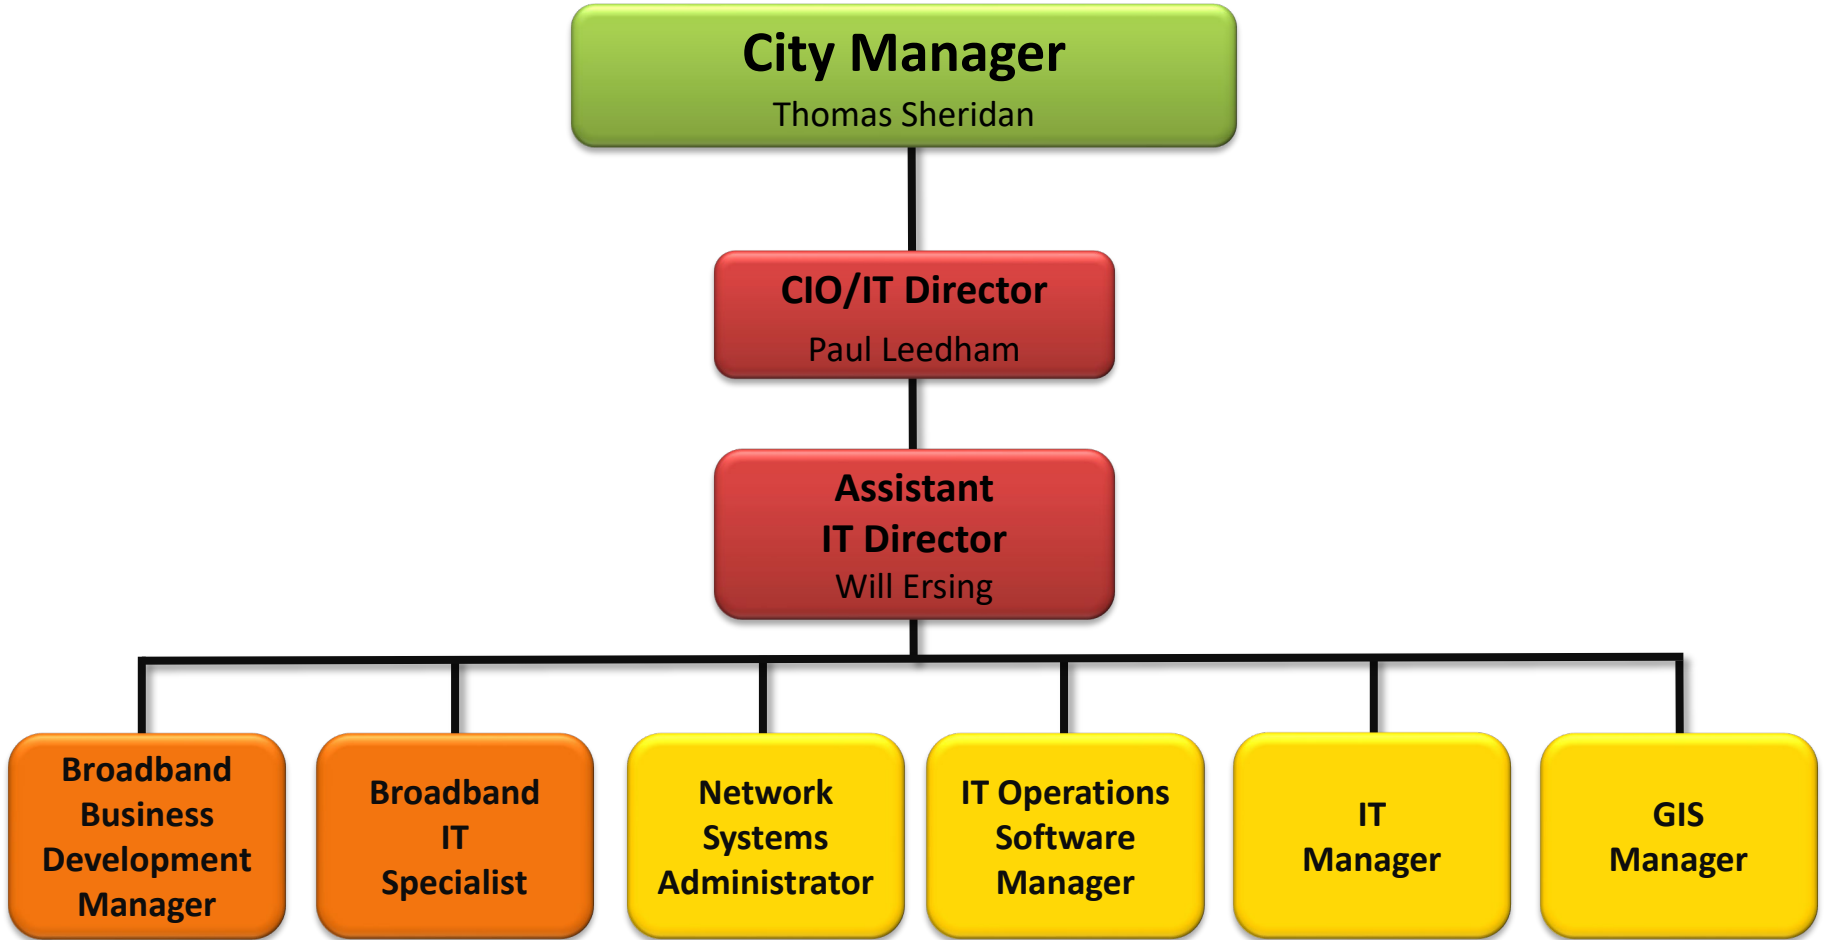 City Manager
Thomas Sheridan
CIO/IT Director
Paul Leedham
Assistant
IT Director
Will Ersing
Broadband
Business
Development
Manager
Broadband
IT
Specialist
Network
Systems
Administrator
IT Operations
Software
Manager
IT
Manager
GIS
Manager